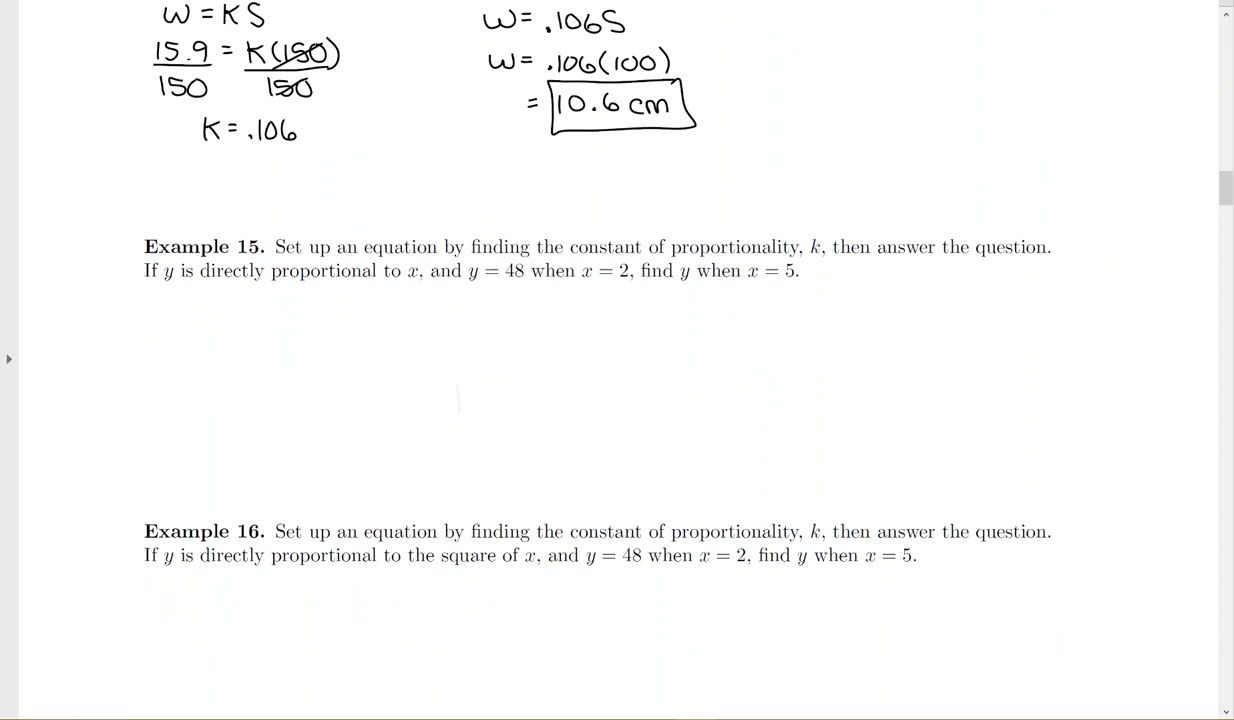 W = K S
15.9 = K(150)
150 150
K = .106
W = .106S
W = .106(100)
= 10.6 cm
Example 15. Set up an equation by finding the constant of proportionality, k, then answer the question.
If y is directly proportional to x, and y = 48 when x = 2, find y when x = 5.
Example 16. Set up an equation by finding the constant of proportionality, k, then answer the question.
If y is directly proportional to the square of x, and y = 48 when x = 2, find y when x = 5.